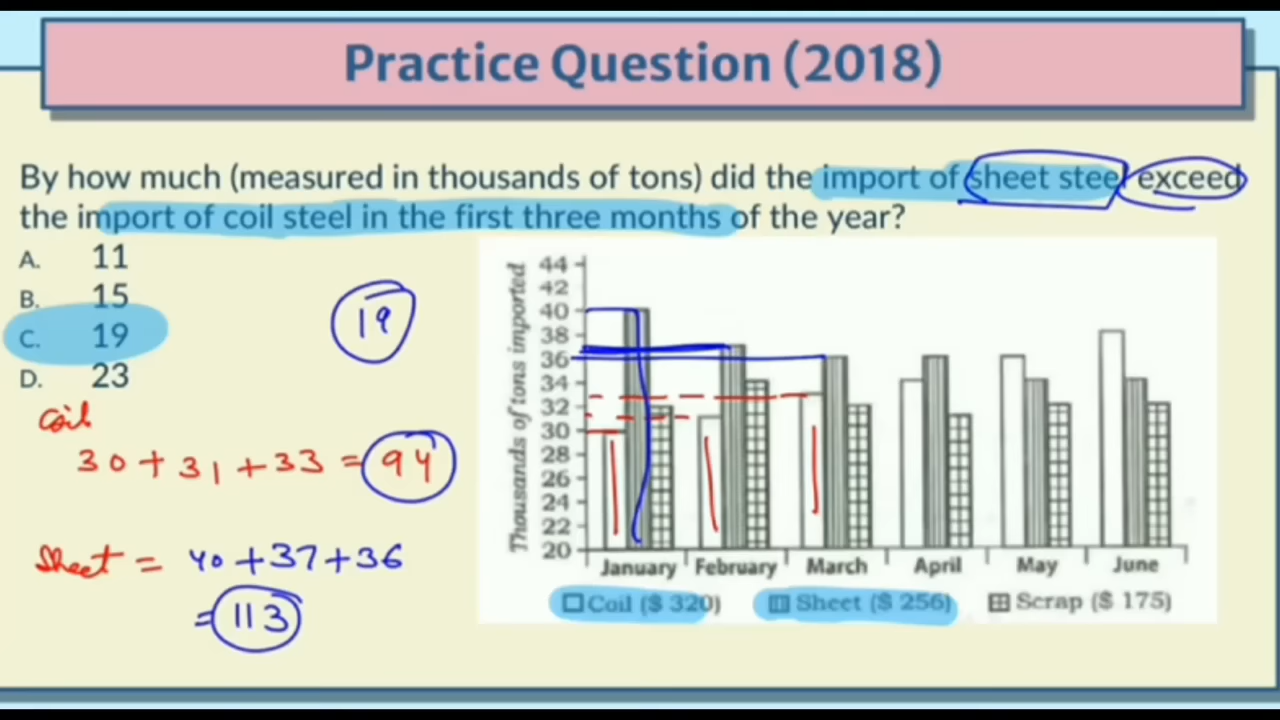 Practice Question (2018)
By how much (measured in thousands of tons) did the import of sheet steel exceed
the import of coil steel in the first three months of the year?
A. 11
B. 15
C. 19
D. 23
19
Coil
30 + 31 + 33 = 94
Sheet = 40 + 37 + 36
= 113
Thousands of tons imported
44
42
40
38
36
34
32
30
28
26
24
22
20
January February March April May June
Coil ($ 320) Sheet ($ 256) Scrap ($ 175)